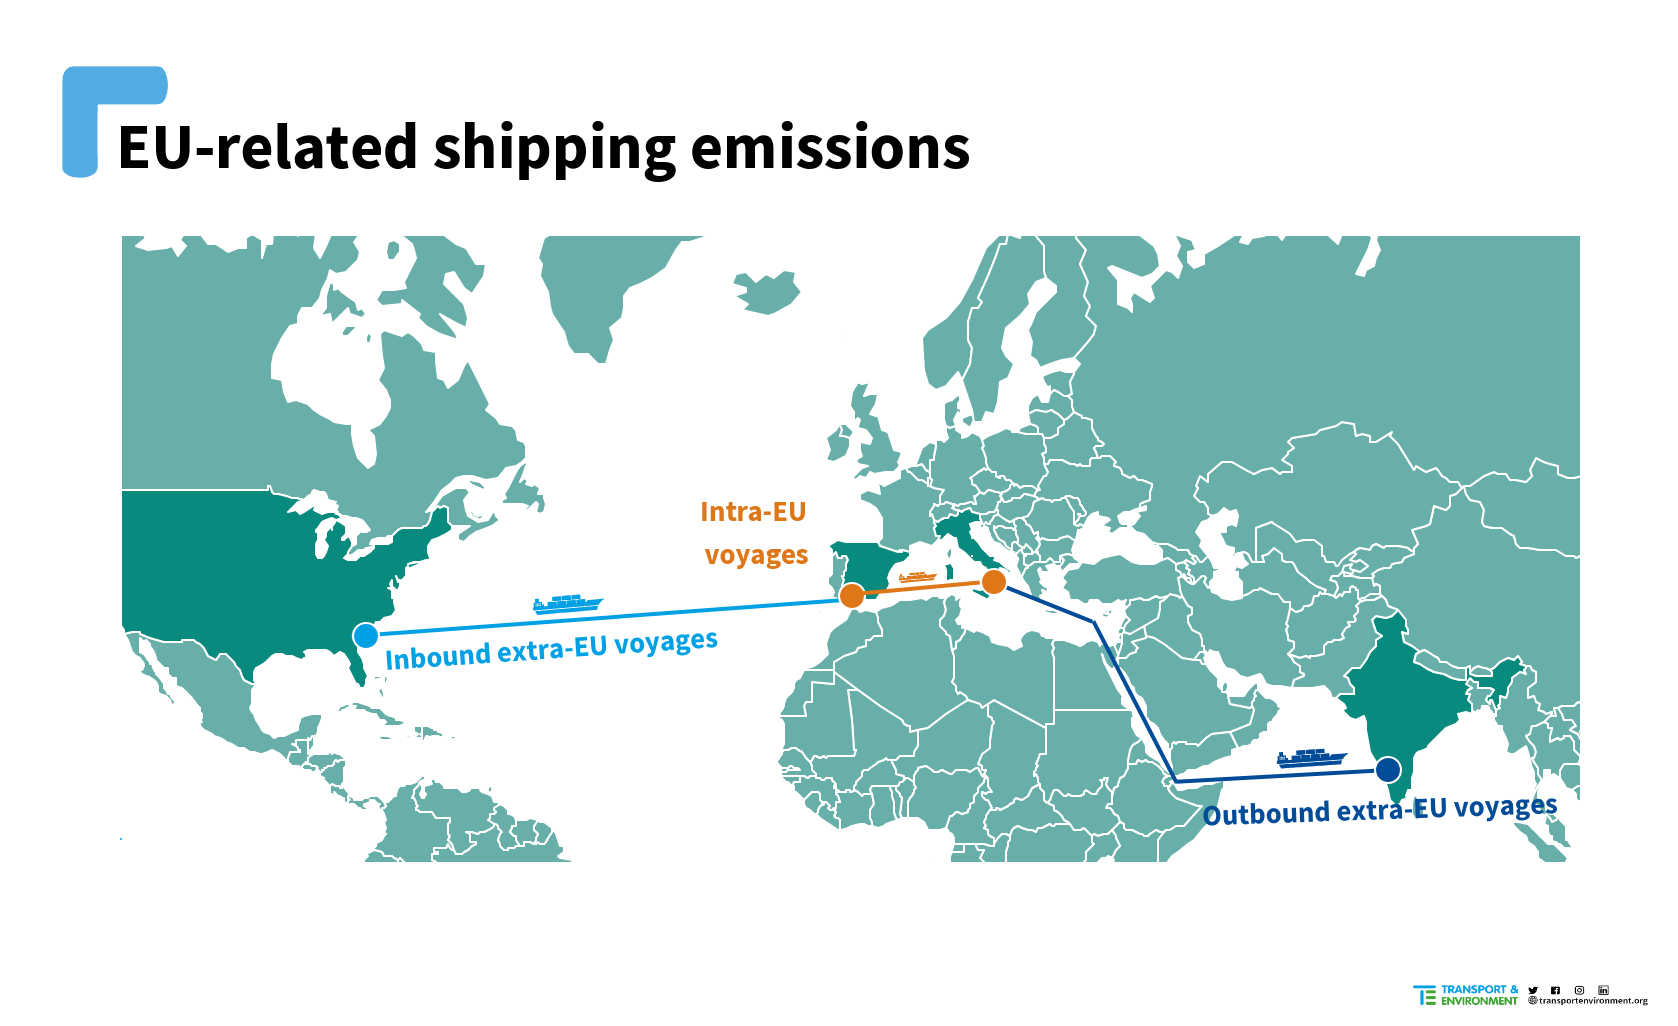 EU-related shipping emissions
Intra-EU
voyages
Inbound extra-EU voyages
Outbound extra-EU voyages
TRANSPORT &
ENVIRONMENT
transportenvironment.org